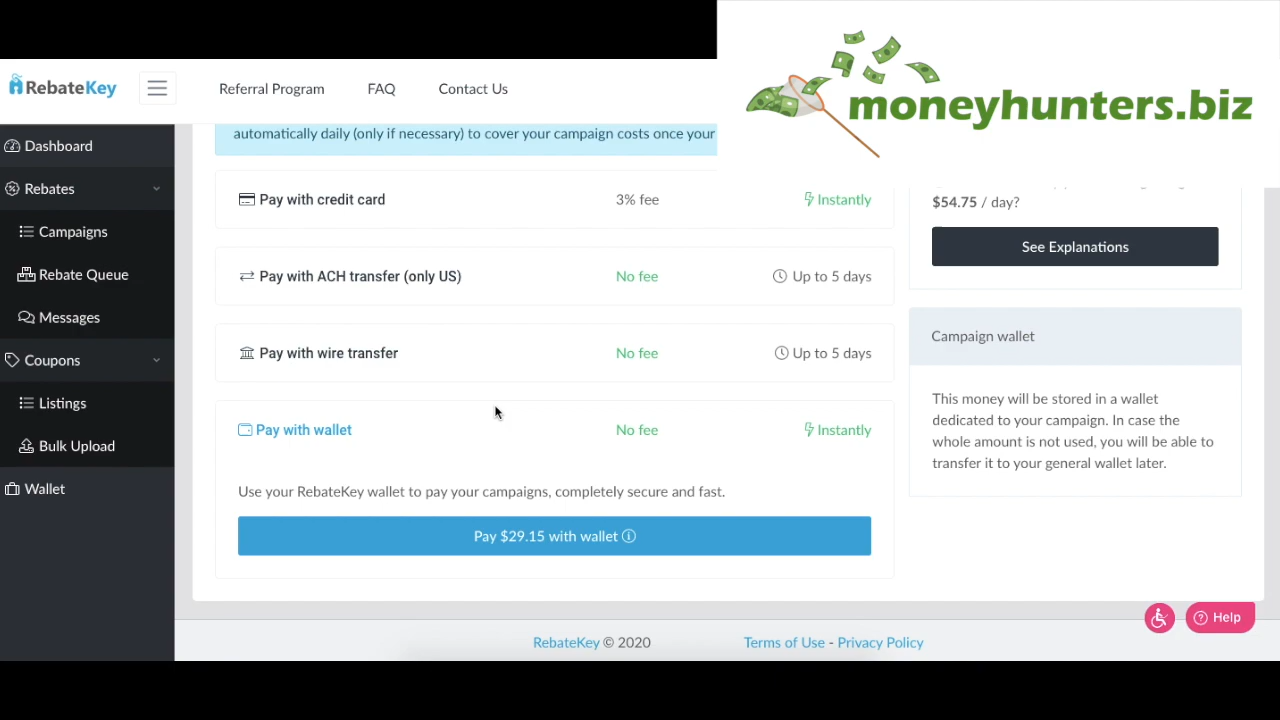 moneyhunters.biz
RebateKey
Referral Program
FAQ
Contact Us
Dashboard
Rebates
Campaigns
Rebate Queue
Messages
Coupons
Listings
Bulk Upload
Wallet
automatically daily (only if necessary) to cover your campaign costs once your
Pay with credit card 3% fee Instantly
Pay with ACH transfer (only US) No fee Up to 5 days
Pay with wire transfer No fee Up to 5 days
Pay with wallet No fee Instantly
Use your RebateKey wallet to pay your campaigns, completely secure and fast.
Pay $29.15 with wallet
$54.75 / day?
See Explanations
Campaign wallet
This money will be stored in a wallet
dedicated to your campaign. In case the
whole amount is not used, you will be able to
transfer it to your general wallet later.
Help
RebateKey © 2020
Terms of Use - Privacy Policy